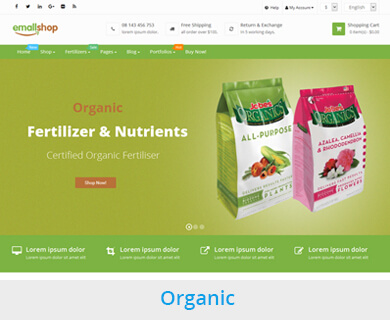 Help My Account English
emallshop
08 143 456 753
lorem ipsum dolor.
Free Shipping
all order over $100.
Return & Exchange
in 5 working days.
Shopping Cart
0 Item(s): $0.00
Home Shop Fertilizers Pages Blog Portfolios Buy Now!
Organic
Fertilizer & Nutrients
Certified Organic Fertiliser
Shop Now!
Jobe's
ORGANICS
ALL-PURPOSE
PLANTS
Jobe's
ORGANICS
AZALEA, CAMELLIA
& RHODODENDRON
FLOWERS
Lorem ipsum dolor
Lorem ipsum dolor sit amet elit
Lorem ipsum dolor
Lorem ipsum dolor sit amet elit
Lorem ipsum dolor
Lorem ipsum dolor sit amet elit
Lorem ipsum dolor
Lorem ipsum dolor sit amet elit
Organic